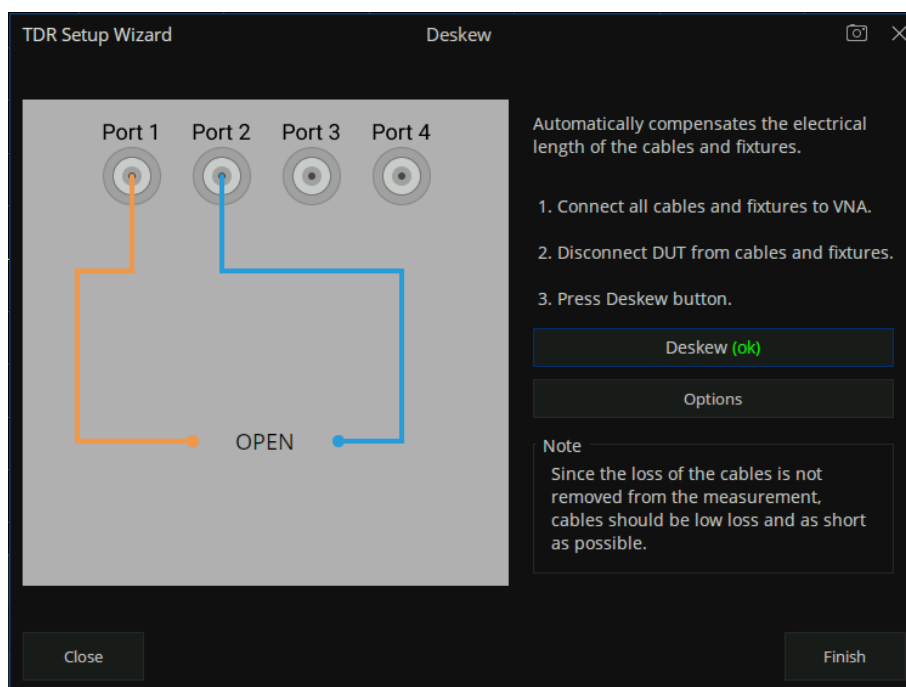 TDR Setup Wizard
Deskew
Port 1
Port 2
Port 3
Port 4
OPEN
Automatically compensates the electrical
length of the cables and fixtures.
1. Connect all cables and fixtures to VNA.
2. Disconnect DUT from cables and fixtures.
3. Press Deskew button.
Deskew (ok)
Options
Note
Since the loss of the cables is not
removed from the measurement,
cables should be low loss and as short
as possible.
Close
Finish